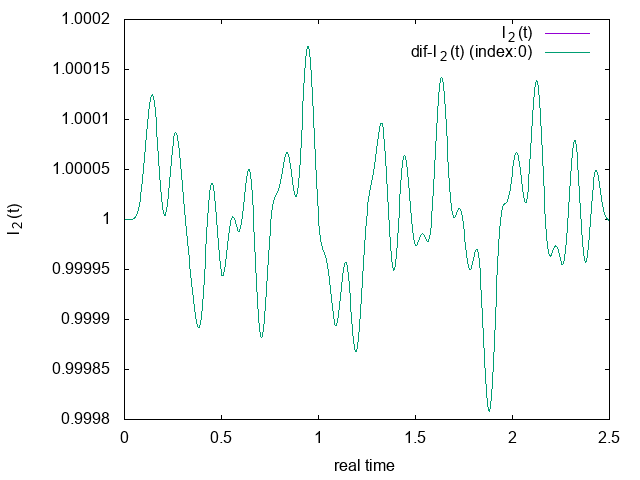 1.0002
I2(t)
dif-I2(t) (index:0)
1.00015
1.0001
1.00005
1
0.99995
0.9999
0.99985
0.9998
I2(t)
0 0.5 1 1.5 2 2.5
real time